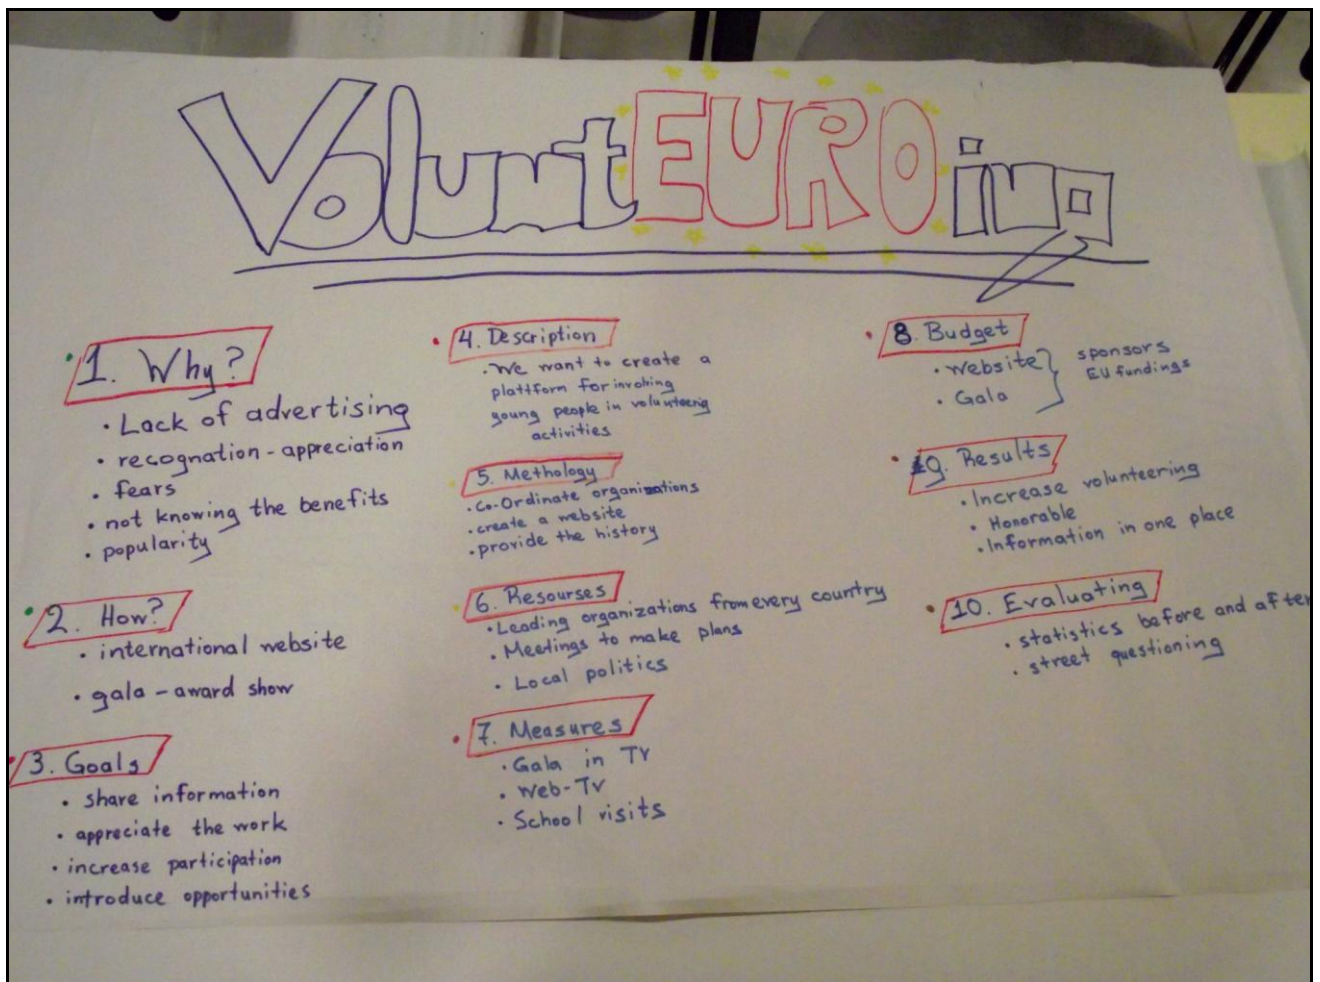 VoluntEUROing
1. Why?
· Lack of advertising
· recognation - appreciation
· fears
· not knowing the benefits
· popularity
2. How?
· international website
· gala - award show
3. Goals
· share information
· appreciate the work
· increase participation
· introduce opportunities
4. Description
· We want to create a
plattform for involving
young people in volunteering
activities
5. Methology
· Co-Ordinate organizations
· create a website
· provide the history
6. Resourses
· Leading organizations from every country
· Meetings to make plans
· Local politics
7. Measures
· Gala in TV
· Web-TV
· School visits
8. Budget
· Website } sponsors
· Gala EU fundings
9. Results
· Increase volunteering
· Honorable
· Information in one place
10. Evaluating
· statistics before and after
· street questioning